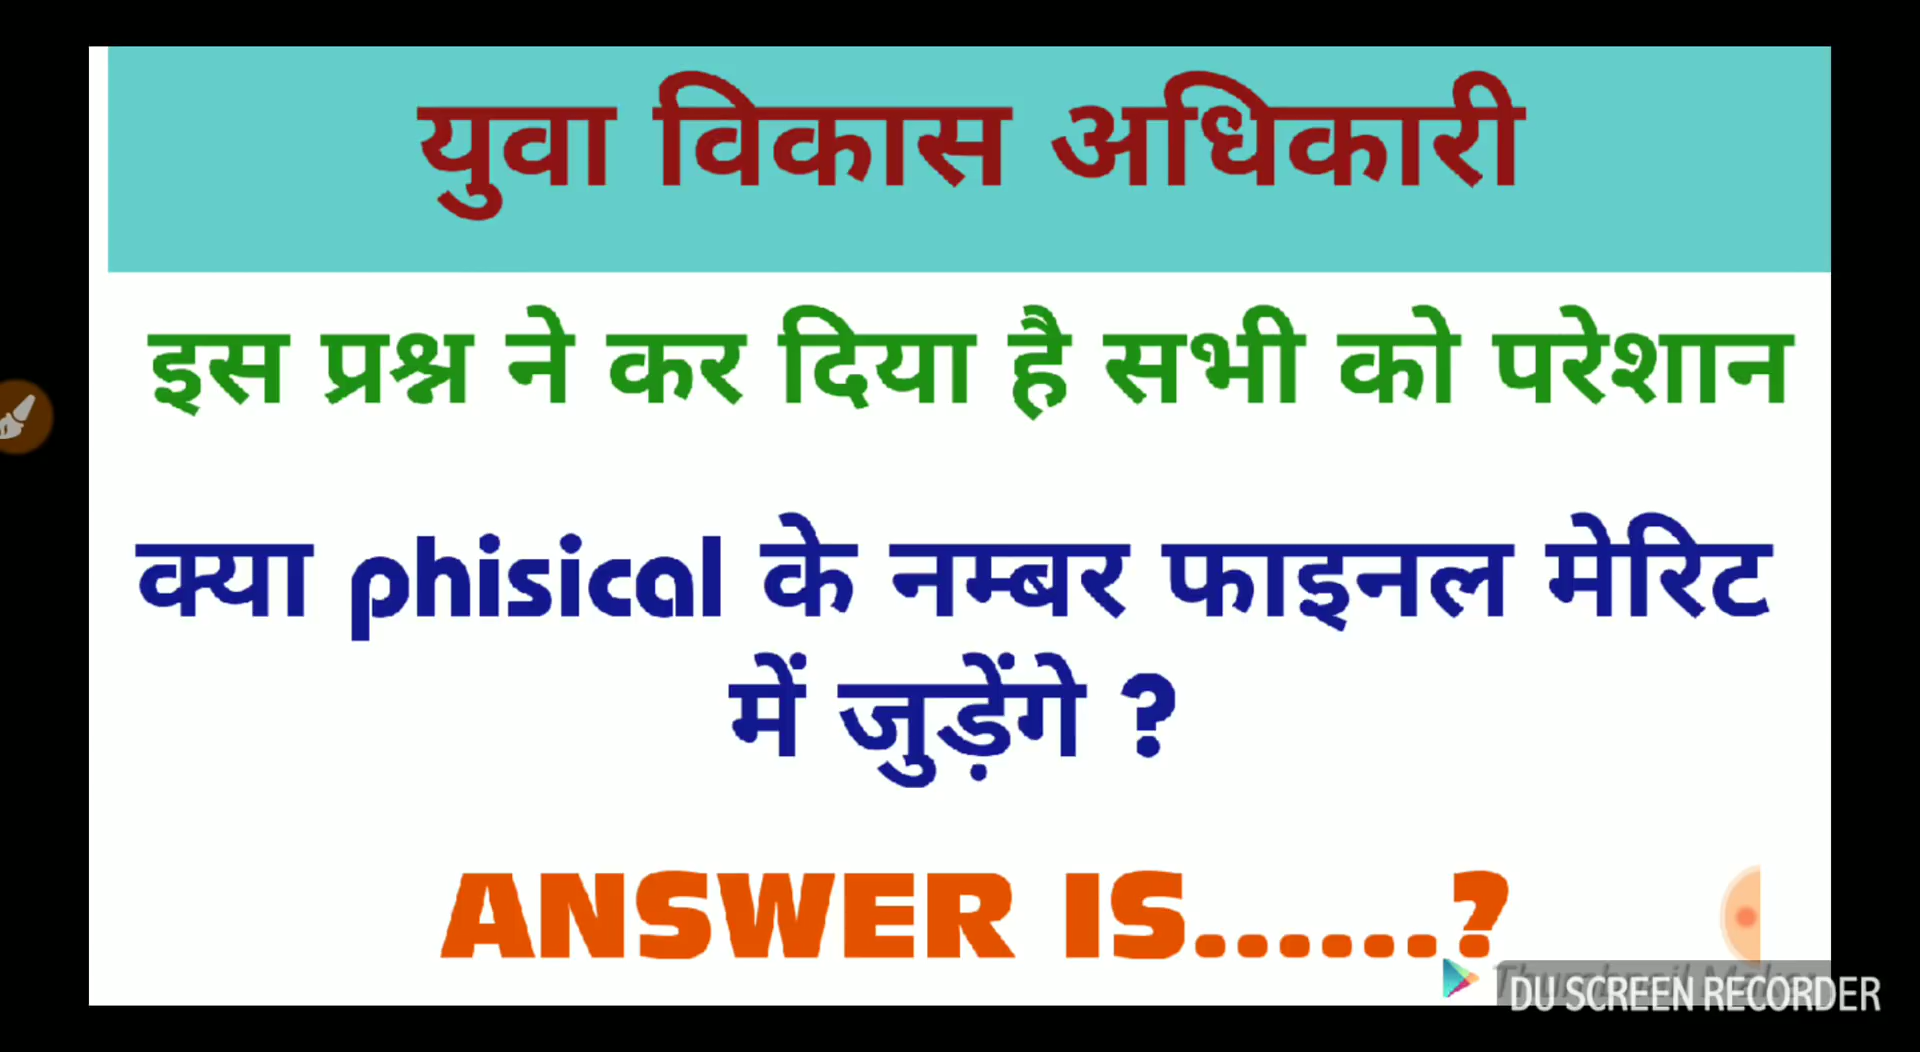 युवा विकास अधिकारी
इस प्रश्न ने कर दिया है सभी को परेशान
क्या phisical के नम्बर फाइनल मेरिट
में जुड़ेंगे ?
ANSWER IS......?
DU SCREEN RECORDER